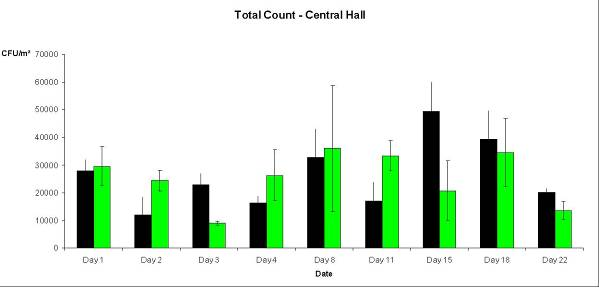 Total Count - Central Hall
CFU/m²
70000
60000
50000
40000
30000
20000
10000
0
Day 1 Day 2 Day 3 Day 4 Day 8 Day 11 Day 15 Day 18 Day 22
Date